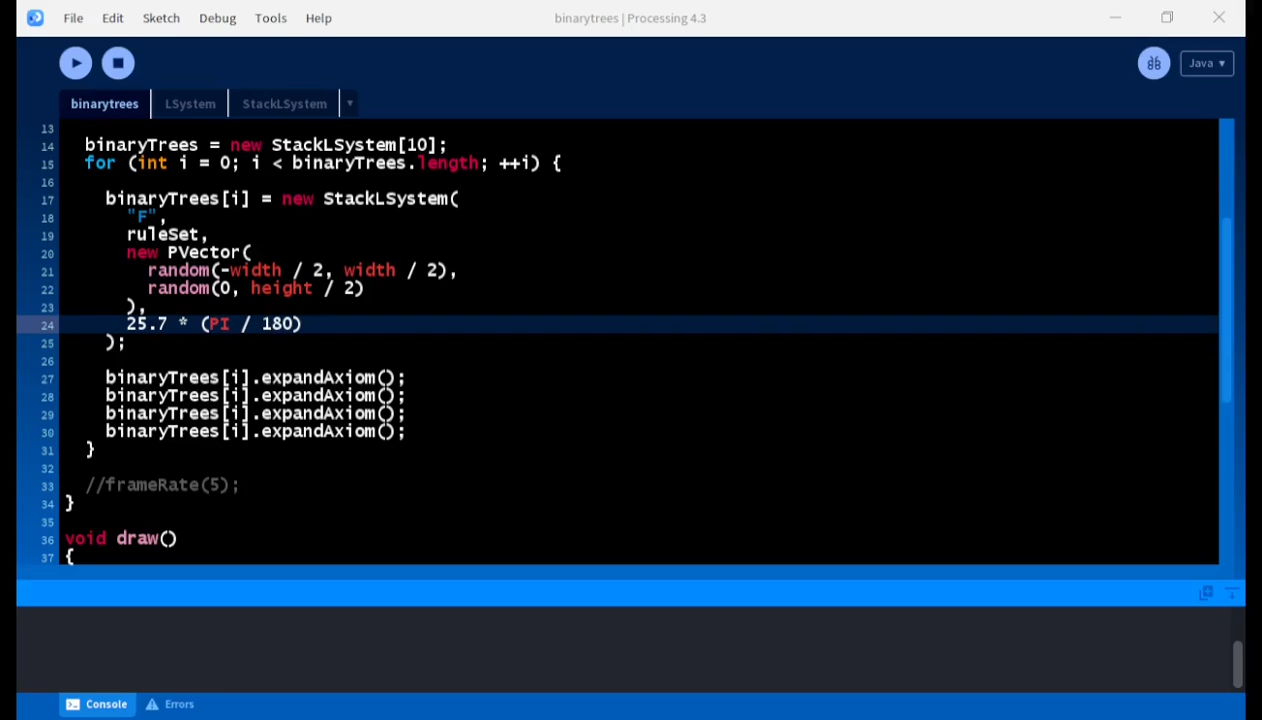 File Edit Sketch Debug Tools Help binarytrees | Processing 4.3
Java ▾
binarytrees LSystem StackLSystem ▾
13
14 binaryTrees = new StackLSystem[10];
15 for (int i = 0; i < binaryTrees.length; ++i) {
16
17 binaryTrees[i] = new StackLSystem(
18 "F",
19 ruleSet,
20 new PVector(
21 random(-width / 2, width / 2),
22 random(0, height / 2)
23 ),
24 25.7 * (PI / 180)
25 );
26
27 binaryTrees[i].expandAxiom();
28 binaryTrees[i].expandAxiom();
29 binaryTrees[i].expandAxiom();
30 binaryTrees[i].expandAxiom();
31 }
32
33 //frameRate(5);
34 }
35
36 void draw()
37 {
Console Errors